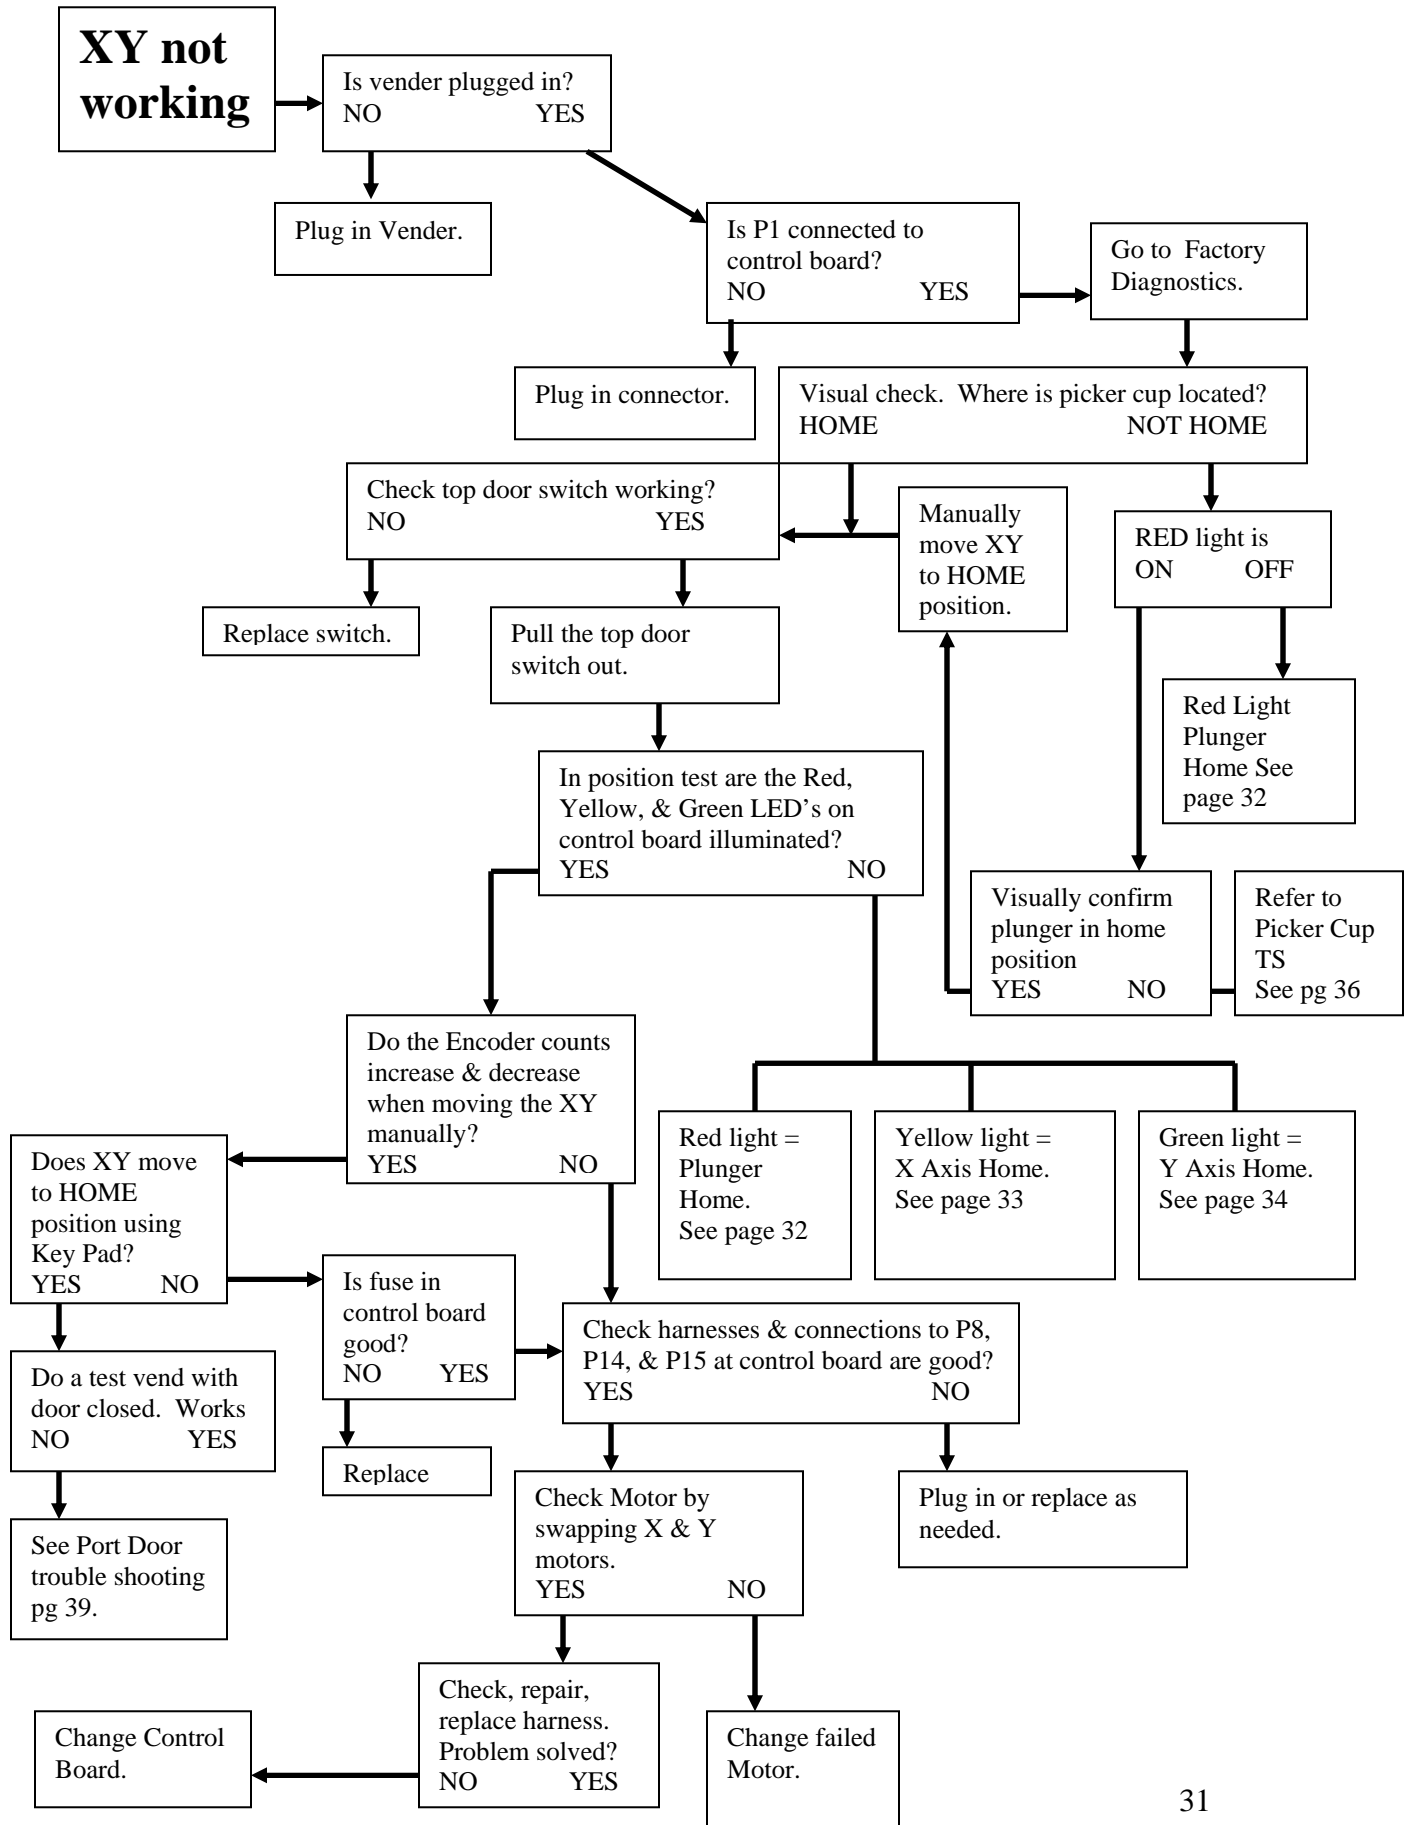 XY not
working
Is vender plugged in?
NO YES
Plug in Vender.
Is P1 connected to
control board?
NO YES
Go to Factory
Diagnostics.
Plug in connector.
Visual check. Where is picker cup located?
HOME NOT HOME
Check top door switch working?
NO YES
Manually
move XY
to HOME
position.
RED light is
ON OFF
Replace switch.
Pull the top door
switch out.
Red Light
Plunger
Home See
page 32
In position test are the Red,
Yellow, & Green LED's on
control board illuminated?
YES NO
Visually confirm
plunger in home
position
YES NO
Refer to
Picker Cup
TS
See pg 36
Do the Encoder counts
increase & decrease
when moving the XY
manually?
YES NO
Red light =
Plunger
Home.
See page 32
Yellow light =
X Axis Home.
See page 33
Green light =
Y Axis Home.
See page 34
Does XY move
to HOME
position using
Key Pad?
YES NO
Is fuse in
control board
good?
NO YES
Check harnesses & connections to P8,
P14, & P15 at control board are good?
YES NO
Do a test vend with
door closed. Works
NO YES
Replace
Check Motor by
swapping X & Y
motors.
YES NO
Plug in or replace as
needed.
See Port Door
trouble shooting
pg 39.
Check, repair,
replace harness.
Problem solved?
NO YES
Change Control
Board.
Change failed
Motor.
31